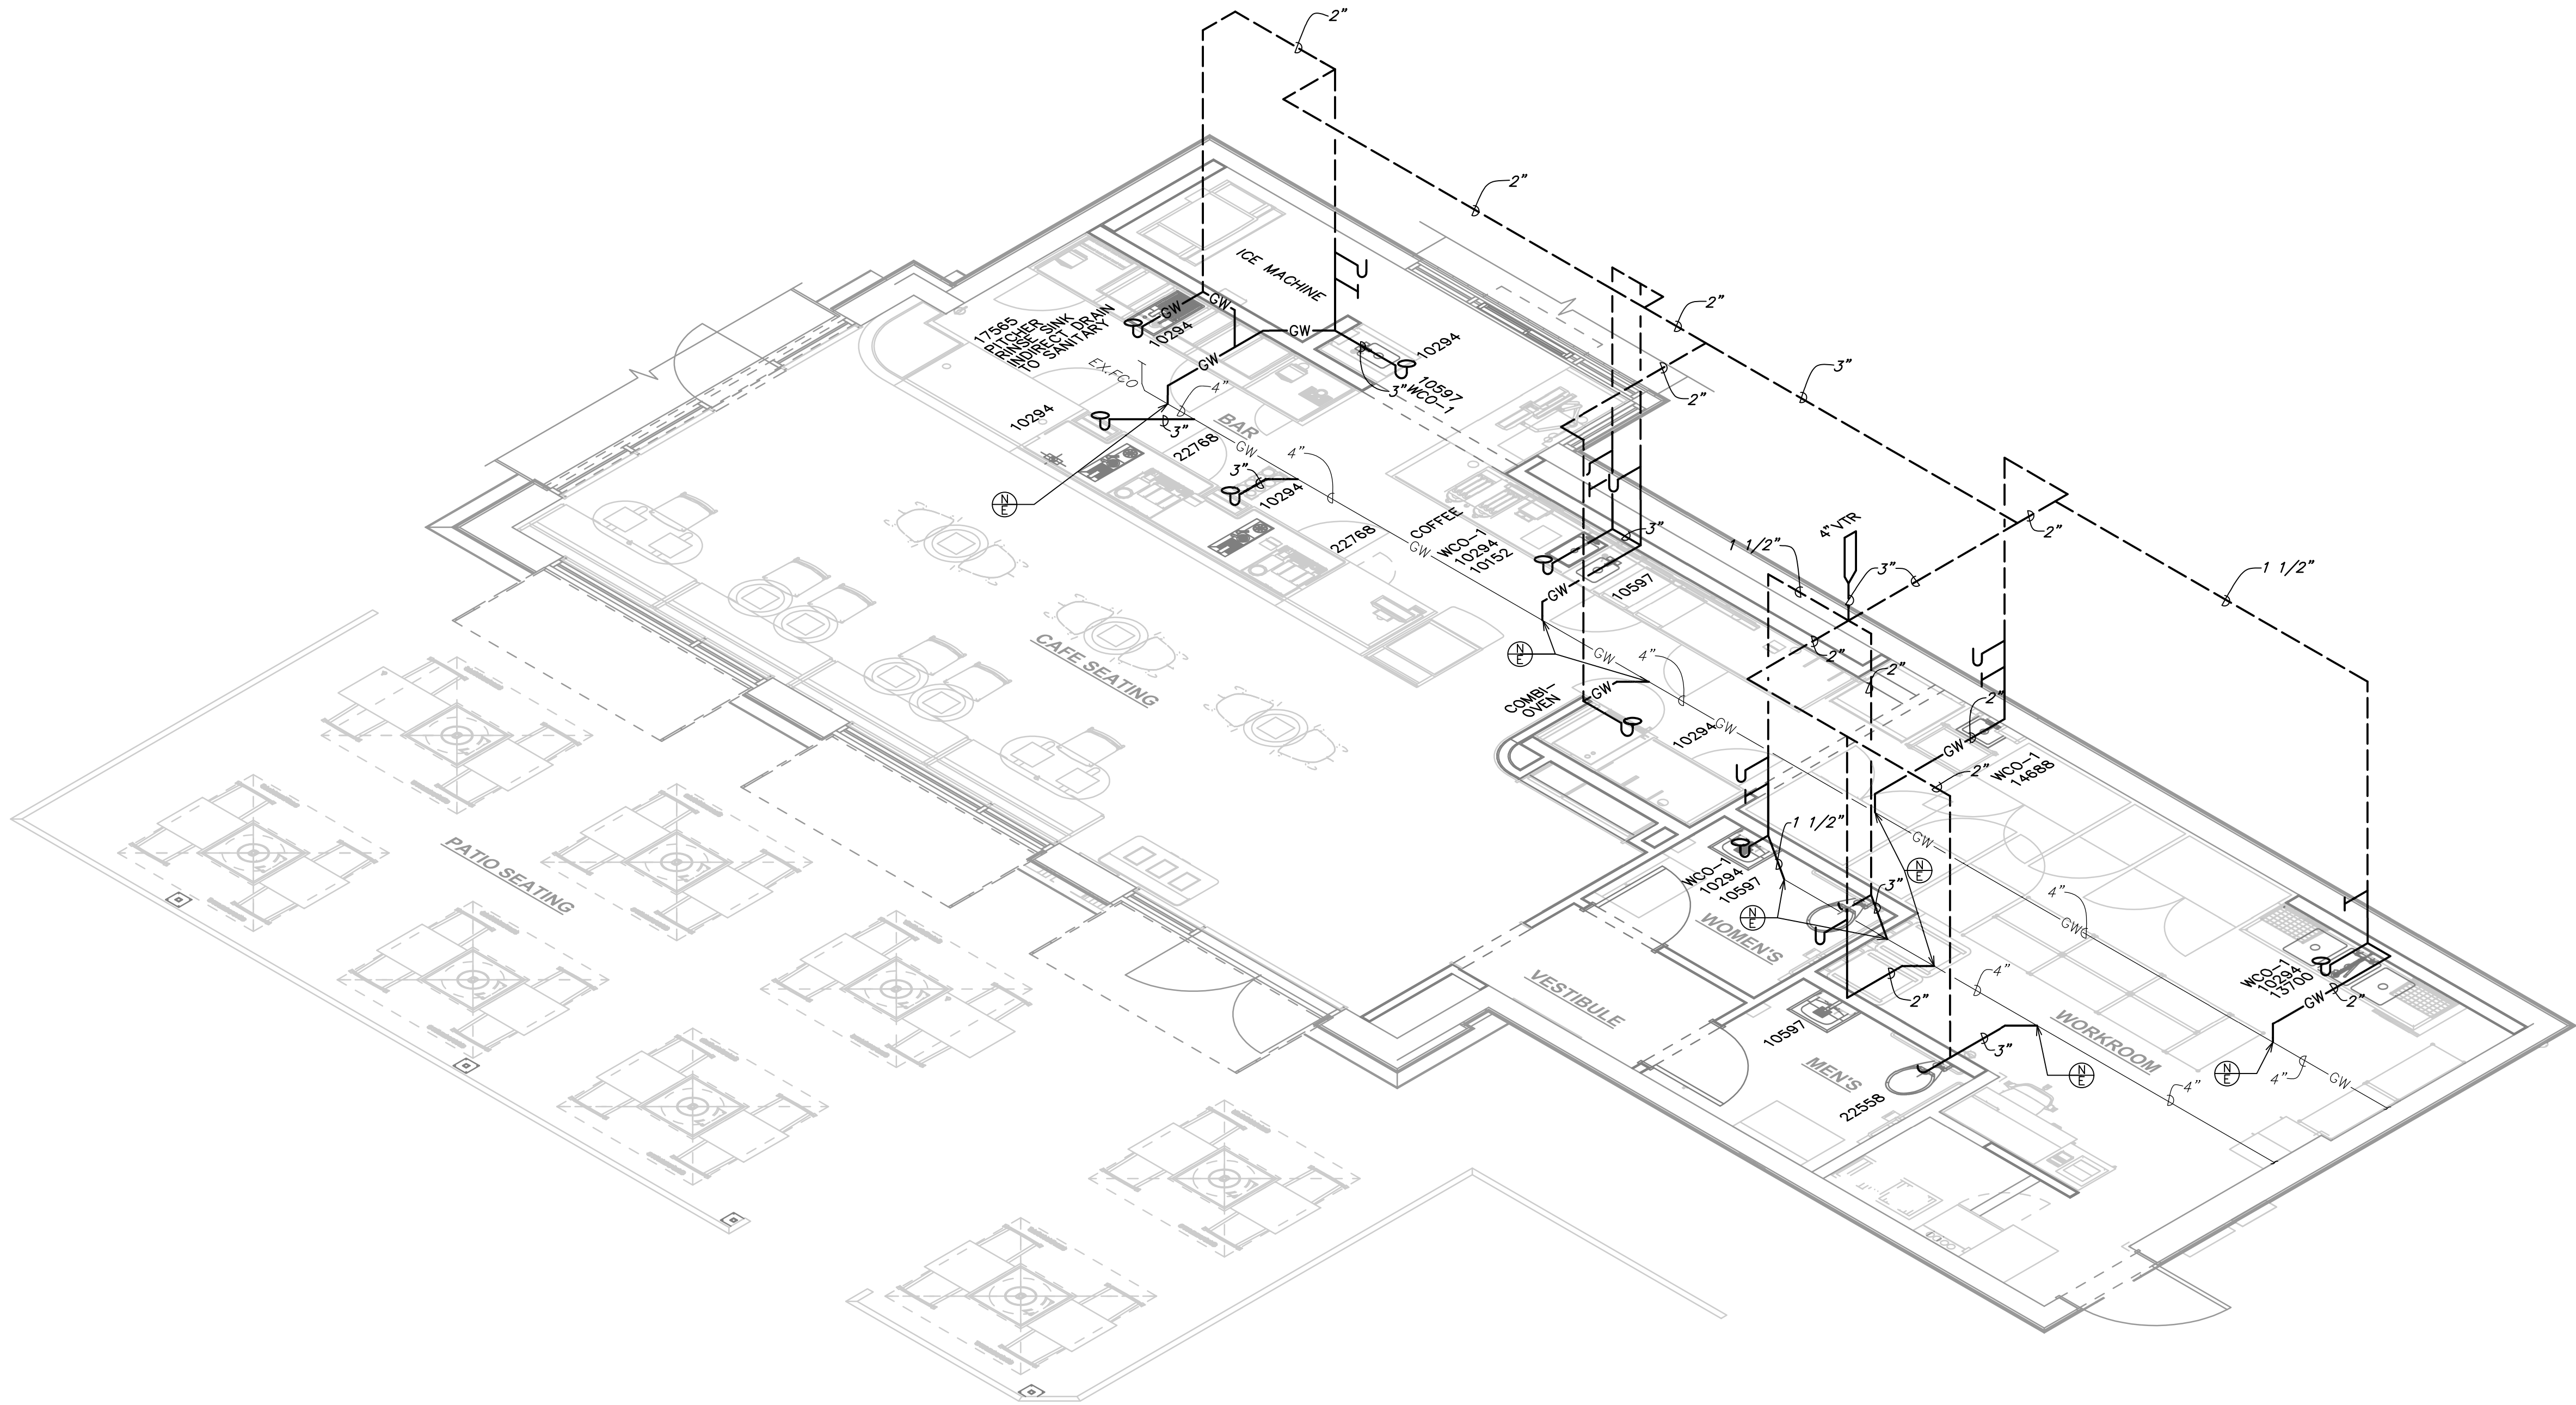 2"
2"
2"
3"
2"
2"
1 1/2"
4" VTR
3"
1 1/2"
2"
2"
ICE MACHINE
GW
GW
GW
GW
17565
PITCHER
RINSE SINK
INDIRECT DRAIN
TO SANITARY
10294
EX.FCO
4"
10294
3"
10597
WCO-1
10294
3"
BAR
22768
GW
4"
3"
10294
N
E
22768
COFFEE
GW
WCO-1
10294
10152
3"
10597
GW
N
E
GW
4"
COMBI-
OVEN
GW
10294
GW
CAFE SEATING
PATIO SEATING
2"
GW
WCO-1
14688
2"
1 1/2"
GW
N
E
WCO-1
10294
10597
3"
N
E
WOMEN'S
4"
GW
VESTIBULE
2"
4"
WCO-1
10294
13700
2"
GW
10597
MEN'S
3"
WORKROOM
N
E
N
E
4"
GW
4"
22558